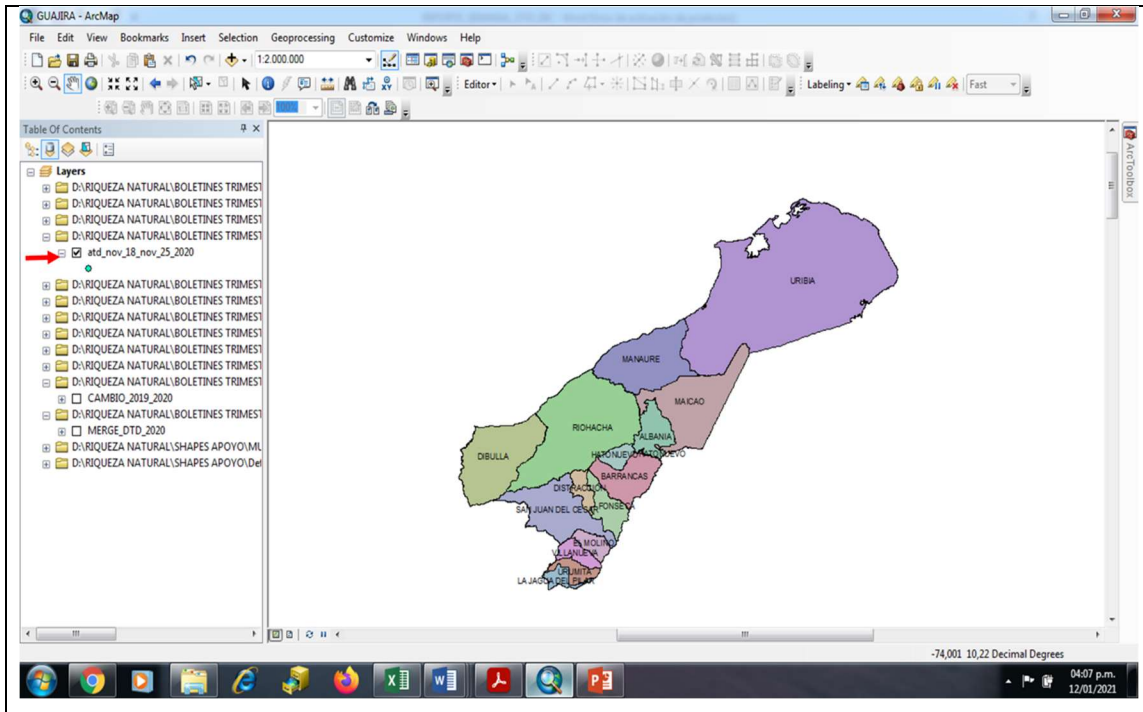 GUAJIRA - ArcMap
File Edit View Bookmarks Insert Selection Geoprocessing Customize Windows Help
1:2.000.000
Editor Labeling Fast
100%
Table Of Contents
Layers
D:\RIQUEZA NATURAL\BOLETINES TRIMEST
D:\RIQUEZA NATURAL\BOLETINES TRIMEST
D:\RIQUEZA NATURAL\BOLETINES TRIMEST
D:\RIQUEZA NATURAL\BOLETINES TRIMEST
atd_nov_18_nov_25_2020
D:\RIQUEZA NATURAL\BOLETINES TRIMEST
D:\RIQUEZA NATURAL\BOLETINES TRIMEST
D:\RIQUEZA NATURAL\BOLETINES TRIMEST
D:\RIQUEZA NATURAL\BOLETINES TRIMEST
D:\RIQUEZA NATURAL\BOLETINES TRIMEST
D:\RIQUEZA NATURAL\BOLETINES TRIMEST
D:\RIQUEZA NATURAL\BOLETINES TRIMEST
CAMBIO_2019_2020
D:\RIQUEZA NATURAL\BOLETINES TRIMEST
MERGE_DTD_2020
D:\RIQUEZA NATURAL\SHAPES APOYO\MU
D:\RIQUEZA NATURAL\SHAPES APOYO\Def
ArcToolbox
URIBIA
MANAURE
MAICAO
RIOHACHA
ALBANIA
DIBULLA
HATONUEVO
HATONUEVO
BARRANCAS
DISTRACCIÓN
SAN JUAN DEL CESAR
FONSECA
EL MOLINO
VILLANUEVA
URUMITA
LA JAGUA DEL PILAR
-74,001 10,22 Decimal Degrees
04:07 p.m.
12/01/2021